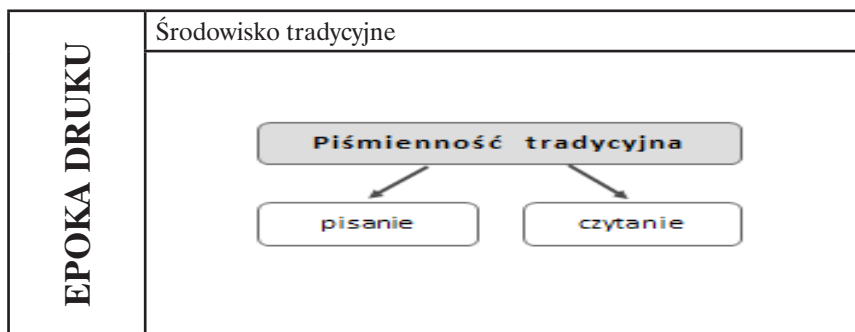 EPOKA DRUKU
Środowisko tradycyjne
Piśmienność tradycyjna
pisanie
czytanie